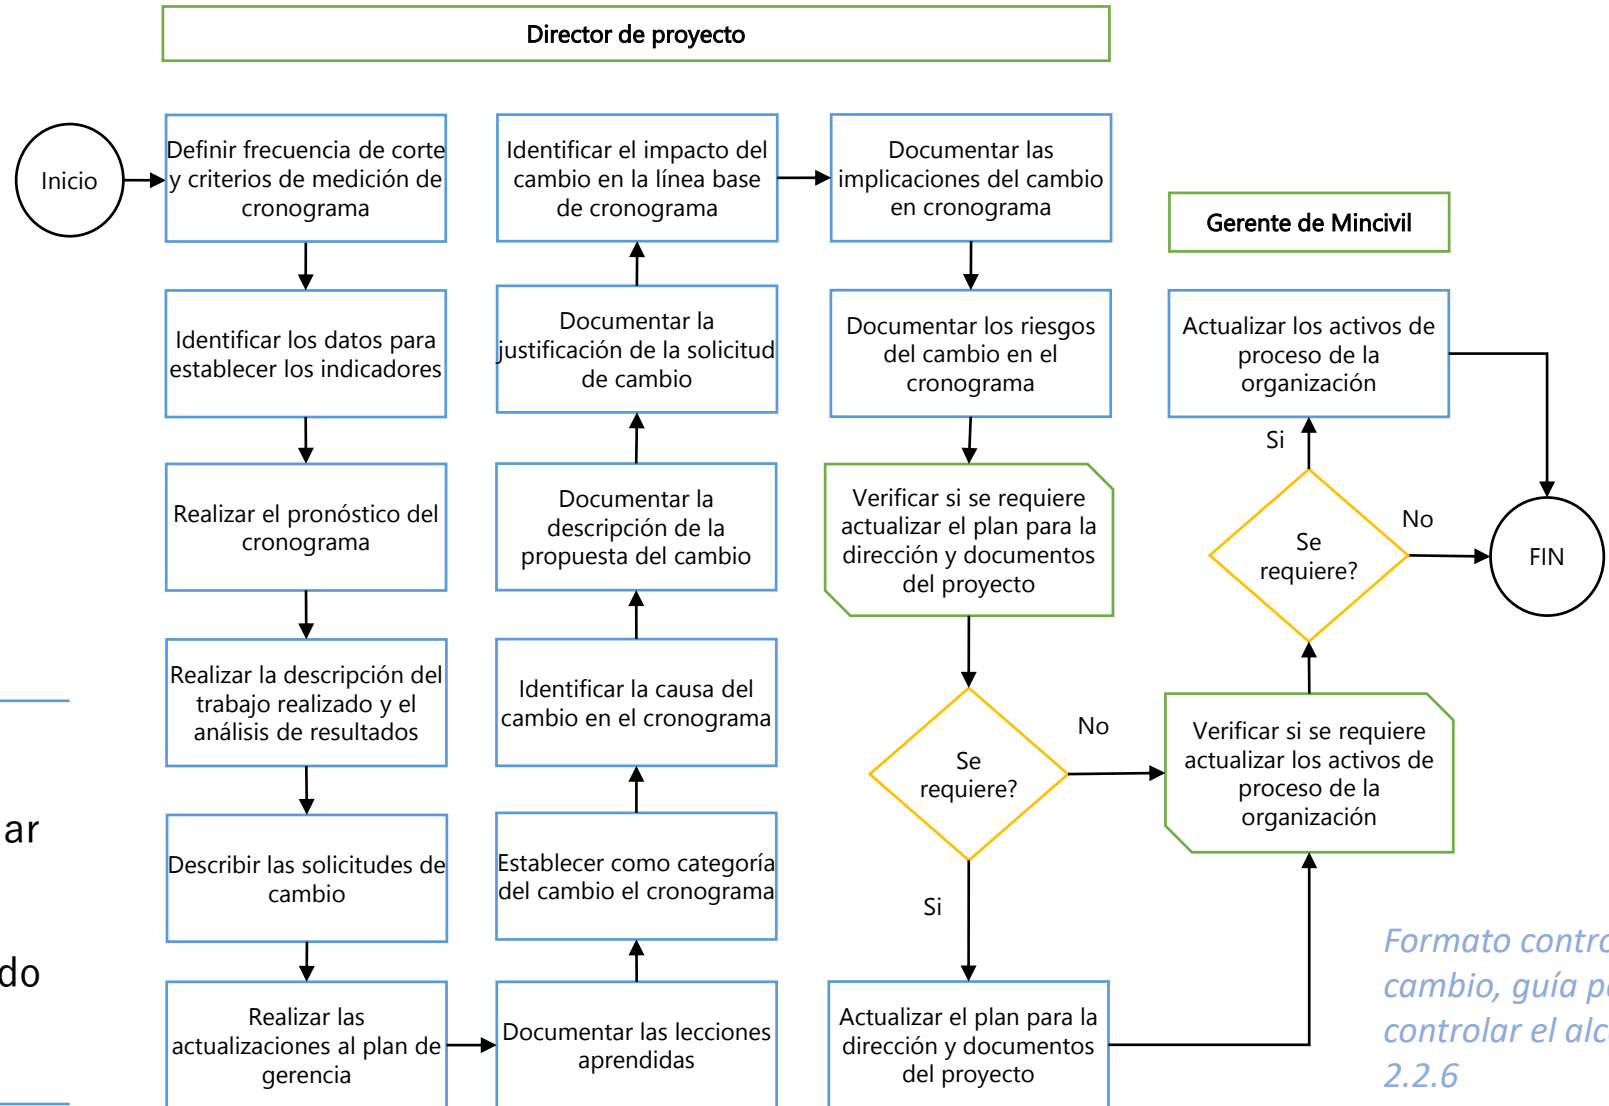 Director de proyecto
Inicio
Definir frecuencia de corte
y criterios de medición de
cronograma
Identificar los datos para
establecer los indicadores
Realizar el pronóstico del
cronograma
Realizar la descripción del
trabajo realizado y el
análisis de resultados
Describir las solicitudes de
cambio
Realizar las
actualizaciones al plan de
gerencia
Documentar las lecciones
aprendidas
Establecer como categoría
del cambio el cronograma
Identificar la causa del
cambio en el cronograma
Documentar la
descripción de la
propuesta del cambio
Documentar la
justificación de la solicitud
de cambio
Identificar el impacto del
cambio en la línea base
de cronograma
Documentar las
implicaciones del cambio
en cronograma
Documentar los riesgos
del cambio en el
cronograma
Verificar si se requiere
actualizar el plan para la
dirección y documentos
del proyecto
Se
requiere?
No
Si
Actualizar el plan para la
dirección y documentos
del proyecto
Gerente de Mincivil
Verificar si se requiere
actualizar los activos de
proceso de la
organización
Se
requiere?
Si
No
Actualizar los activos de
proceso de la
organización
FIN
ar
do
Formato contro
cambio, guía p
controlar el alc
2.2.6